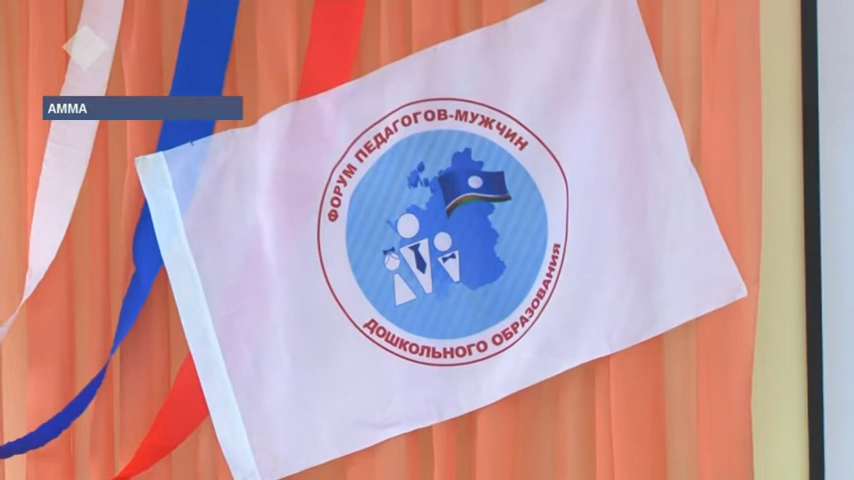 АММА
ФОРУМ ПЕДАГОГОВ-МУЖЧИН
ДОШКОЛЬНОГО ОБРАЗОВАНИЯ